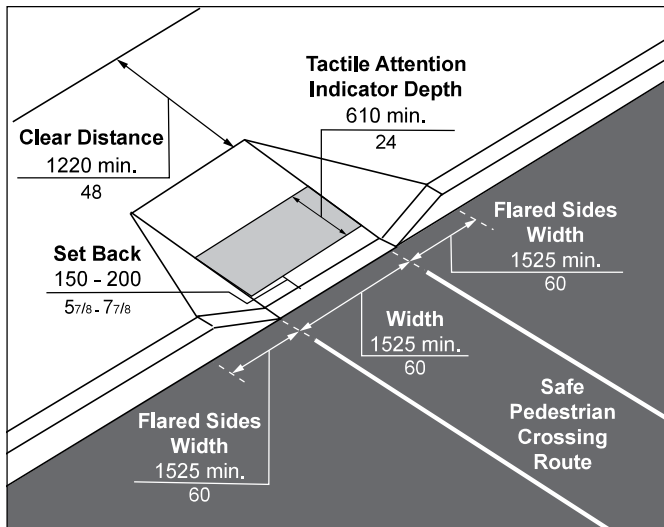 Tactile Attention
Indicator Depth
610 min.
24
Clear Distance
1220 min.
48
Set Back
150 - 200
5 7/8 - 7 7/8
Flared Sides
Width
1525 min.
60
Width
1525 min.
60
Flared Sides
Width
1525 min.
60
Safe
Pedestrian
Crossing
Route